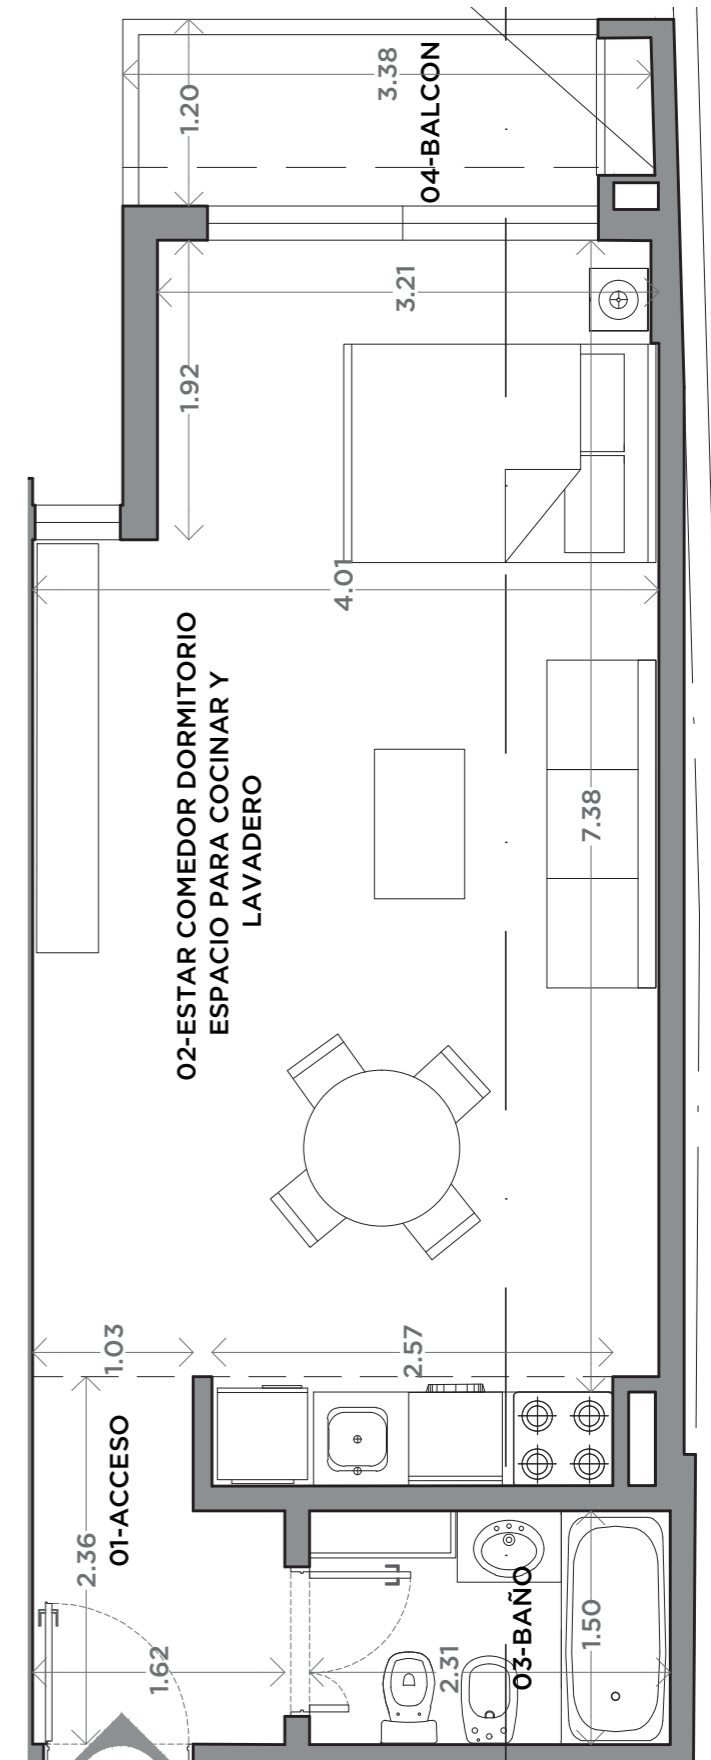 3.38
1.20
04-BALCON
3.21
1.92
4.01
02-ESTAR COMEDOR DORMITORIO
ESPACIO PARA COCINAR Y
LAVADERO
7.38
1.03
2.57
01-ACCESO
2.36
1.62
2.31
03-BAÑO
1.50